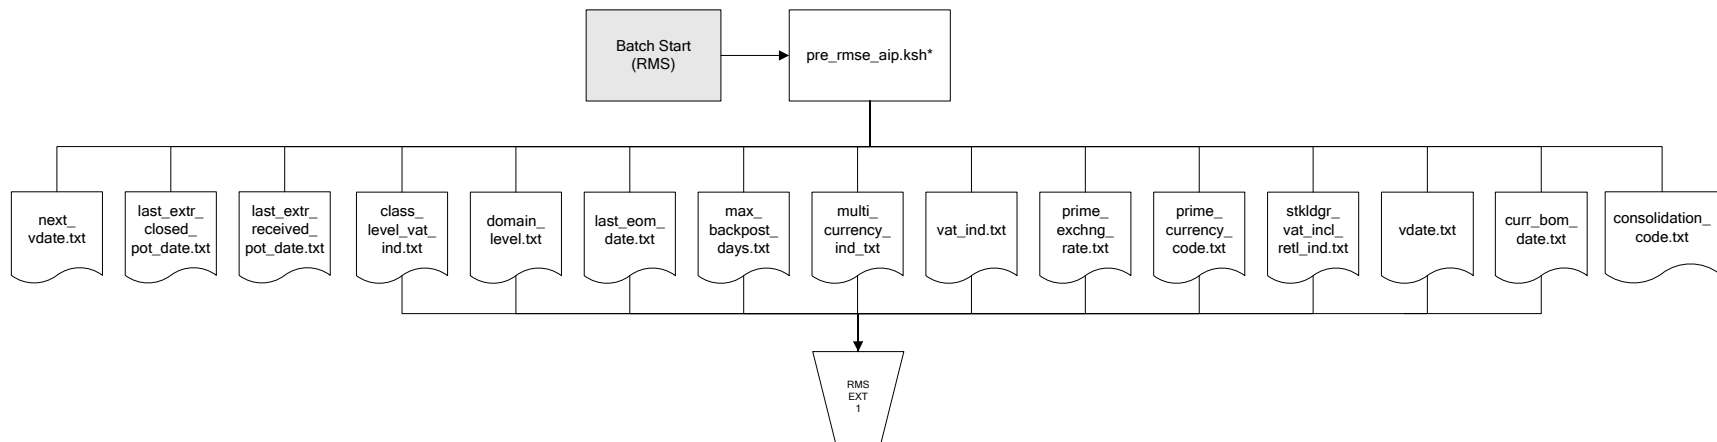 Batch Start
(RMS)
pre_rmse_aip.ksh*
next_
vdate.txt
last_extr_
closed_
pot_date.txt
last_extr_
received_
pot_date.txt
class_
level_vat_
ind.txt
domain_
level.txt
last_eom_
date.txt
max_
backpost_
days.txt
multi_
currency_
ind_txt
vat_ind.txt
prime_
exchng_
rate.txt
prime_
currency_
code.txt
stkldgr_
vat_incl_
retl_ind.txt
vdate.txt
curr_bom_
date.txt
consolidation_
code.txt
RMS
EXT
1